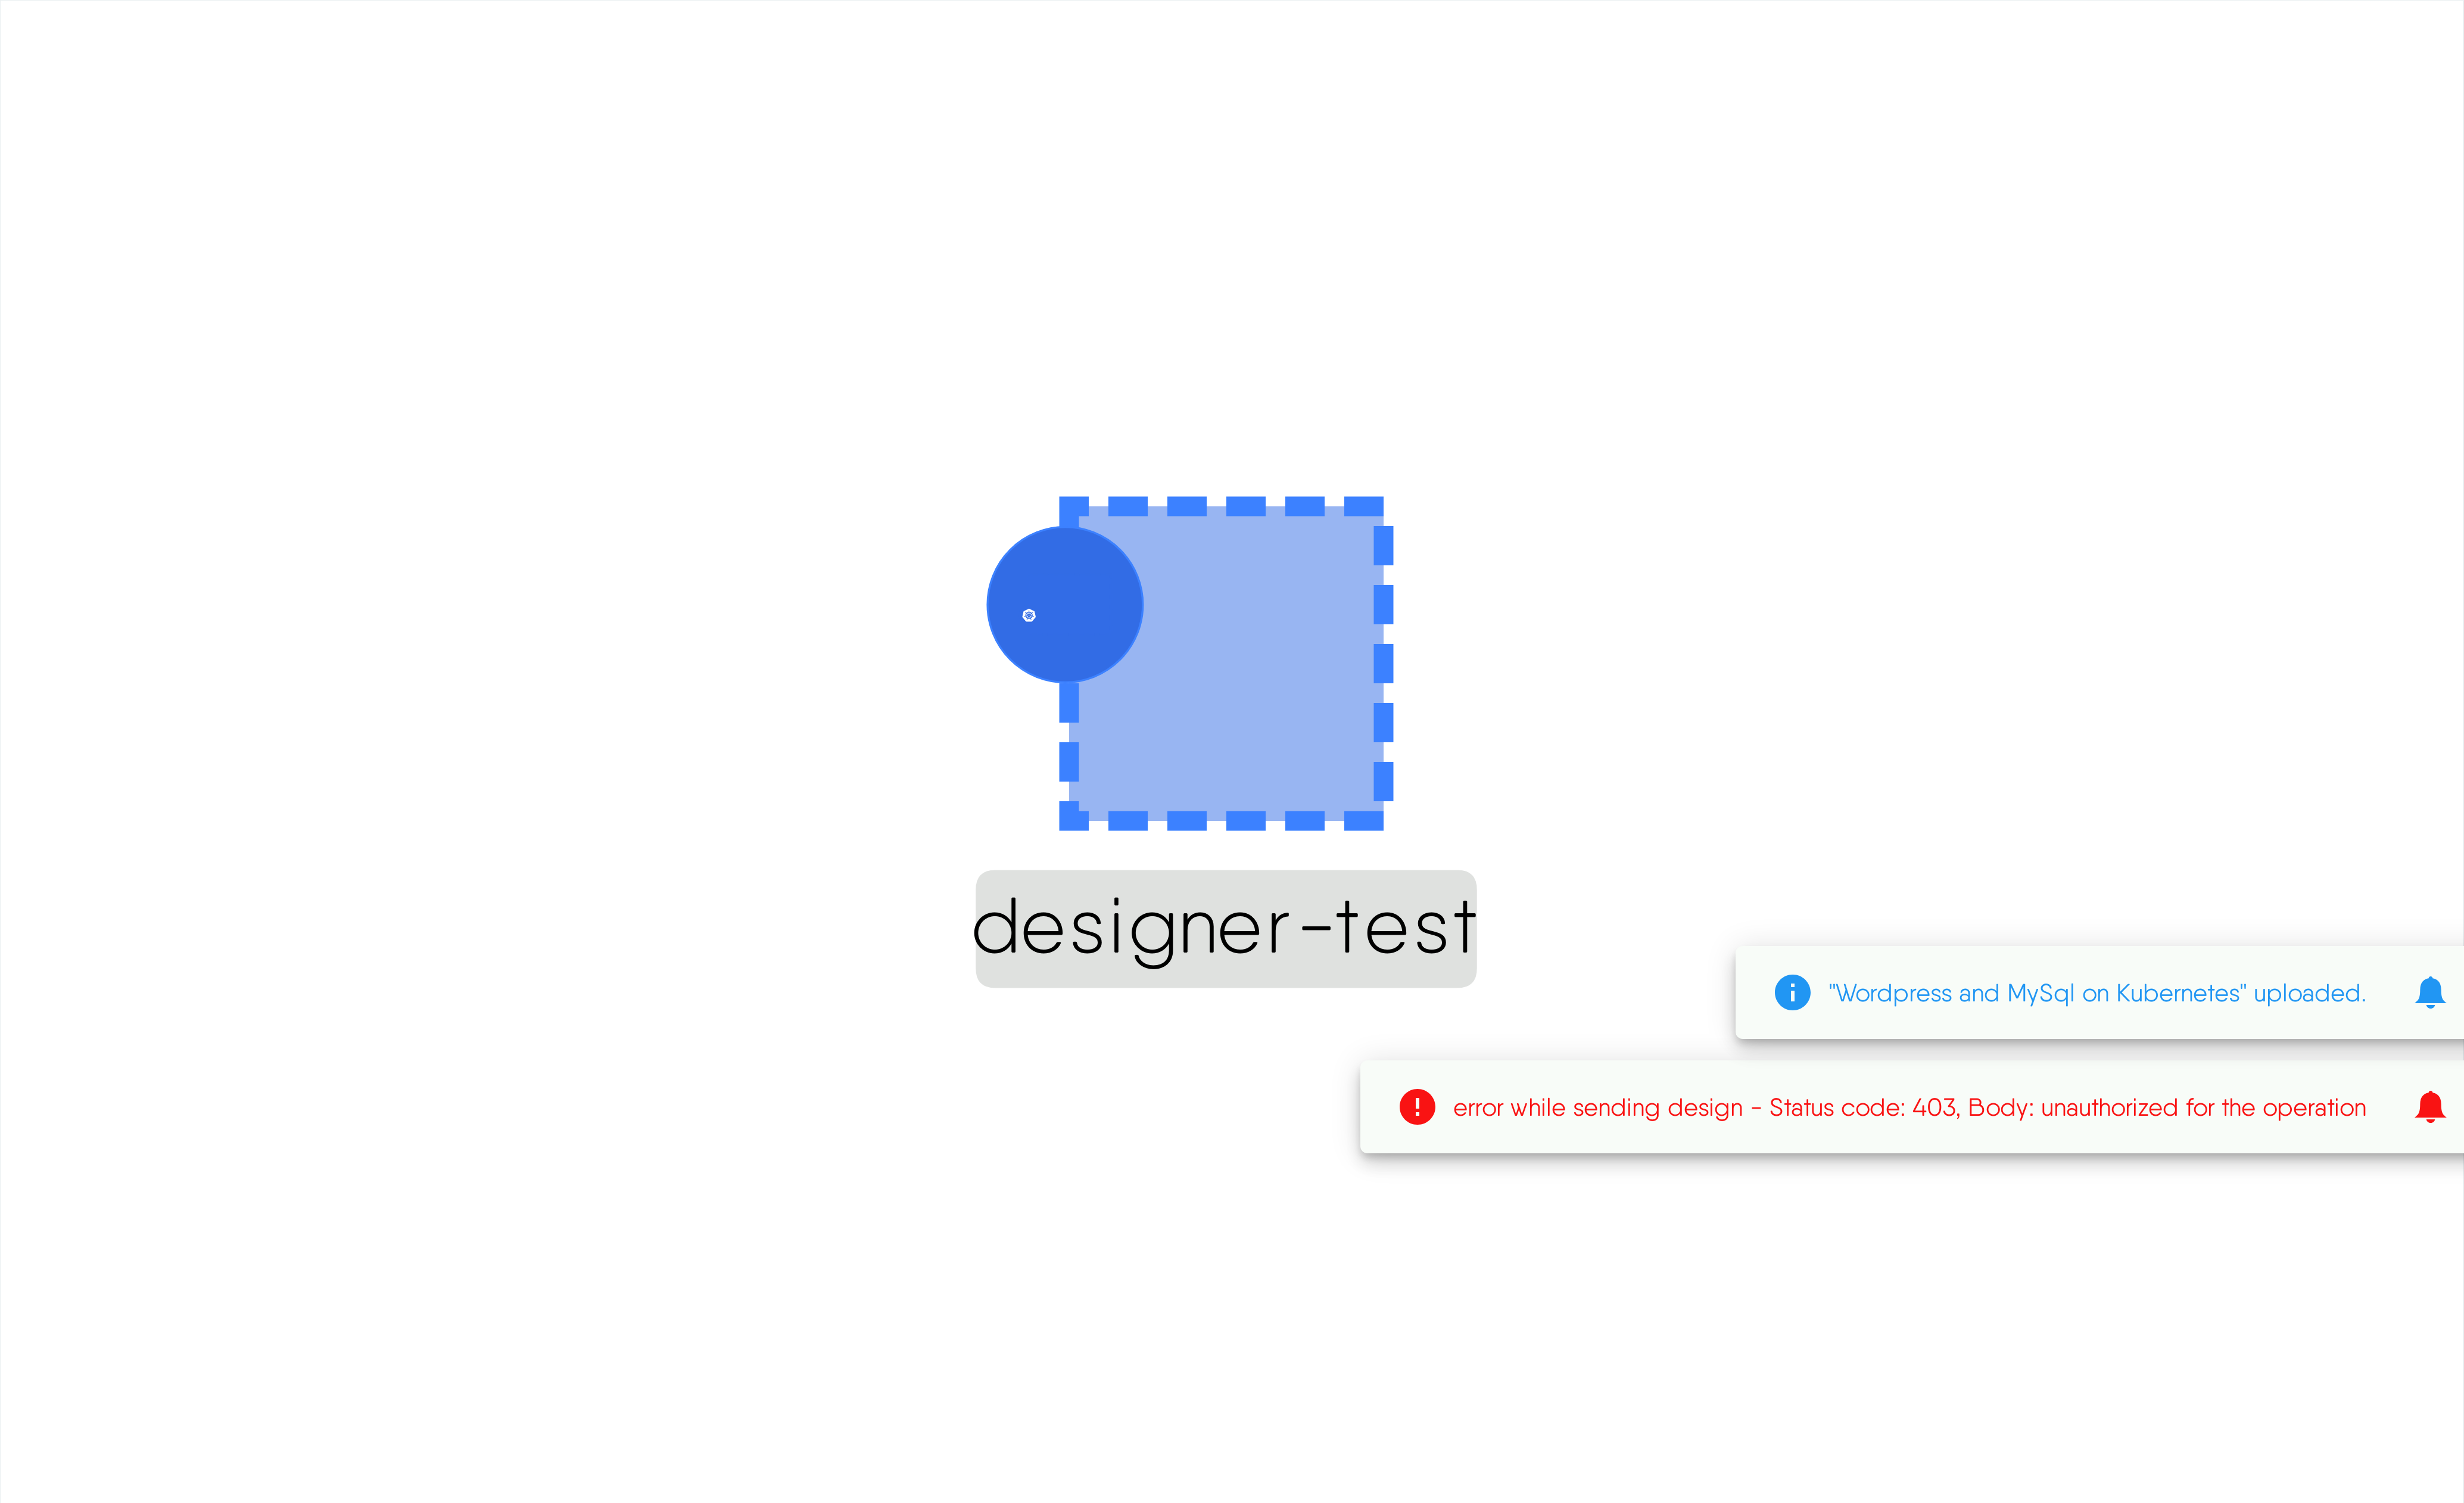 designer-test
"Wordpress and MySql on Kubernetes" uploaded.
error while sending design - Status code: 403, Body: unauthorized for the operation